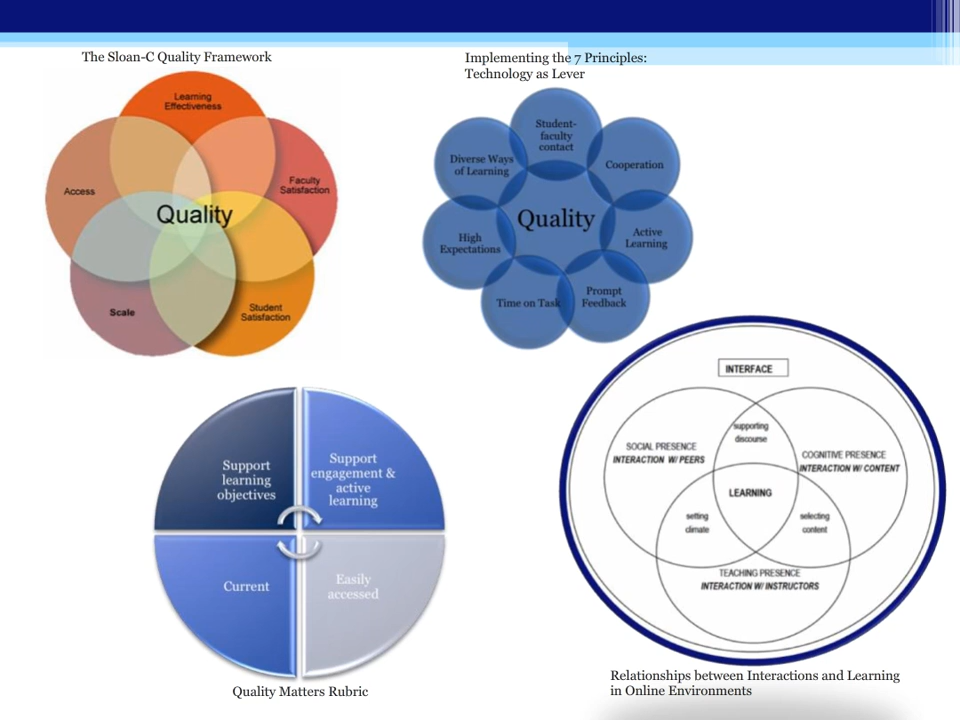 The Sloan-C Quality Framework
Learning
Effectiveness
Access
Faculty
Satisfaction
Quality
Scale
Student
Satisfaction
Implementing the 7 Principles:
Technology as Lever
Student-
faculty
contact
Diverse Ways
of Learning
Cooperation
Quality
High
Expectations
Active
Learning
Time on Task
Prompt
Feedback
Support
learning
objectives
Support
engagement &
active
learning
Current
Easily
accessed
Quality Matters Rubric
INTERFACE
supporting
discourse
SOCIAL PRESENCE
INTERACTION W/ PEERS
COGNITIVE PRESENCE
INTERACTION W/ CONTENT
LEARNING
setting
climate
selecting
content
TEACHING PRESENCE
INTERACTION W/ INSTRUCTORS
Relationships between Interactions and Learning
in Online Environments